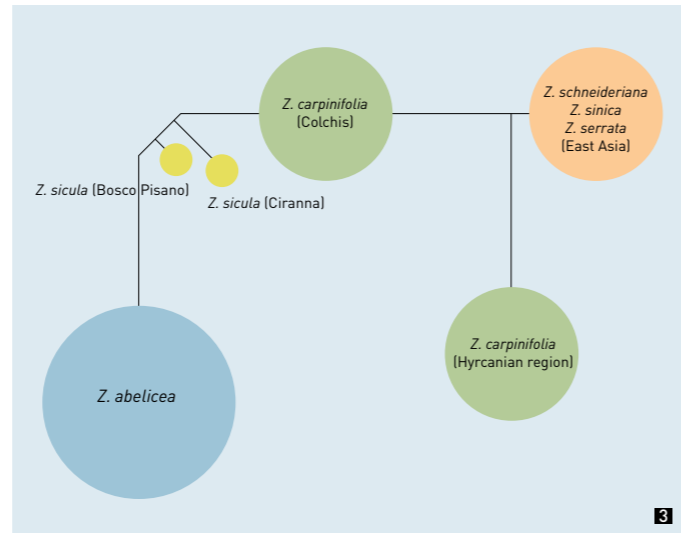 Z. carpinifolia
(Colchis)
Z. schneideriana
Z. sinica
Z. serrata
(East Asia)
Z. sicula (Bosco Pisano)
Z. sicula (Ciranna)
Z. carpinifolia
(Hyrcanian region)
Z. abelicea
3